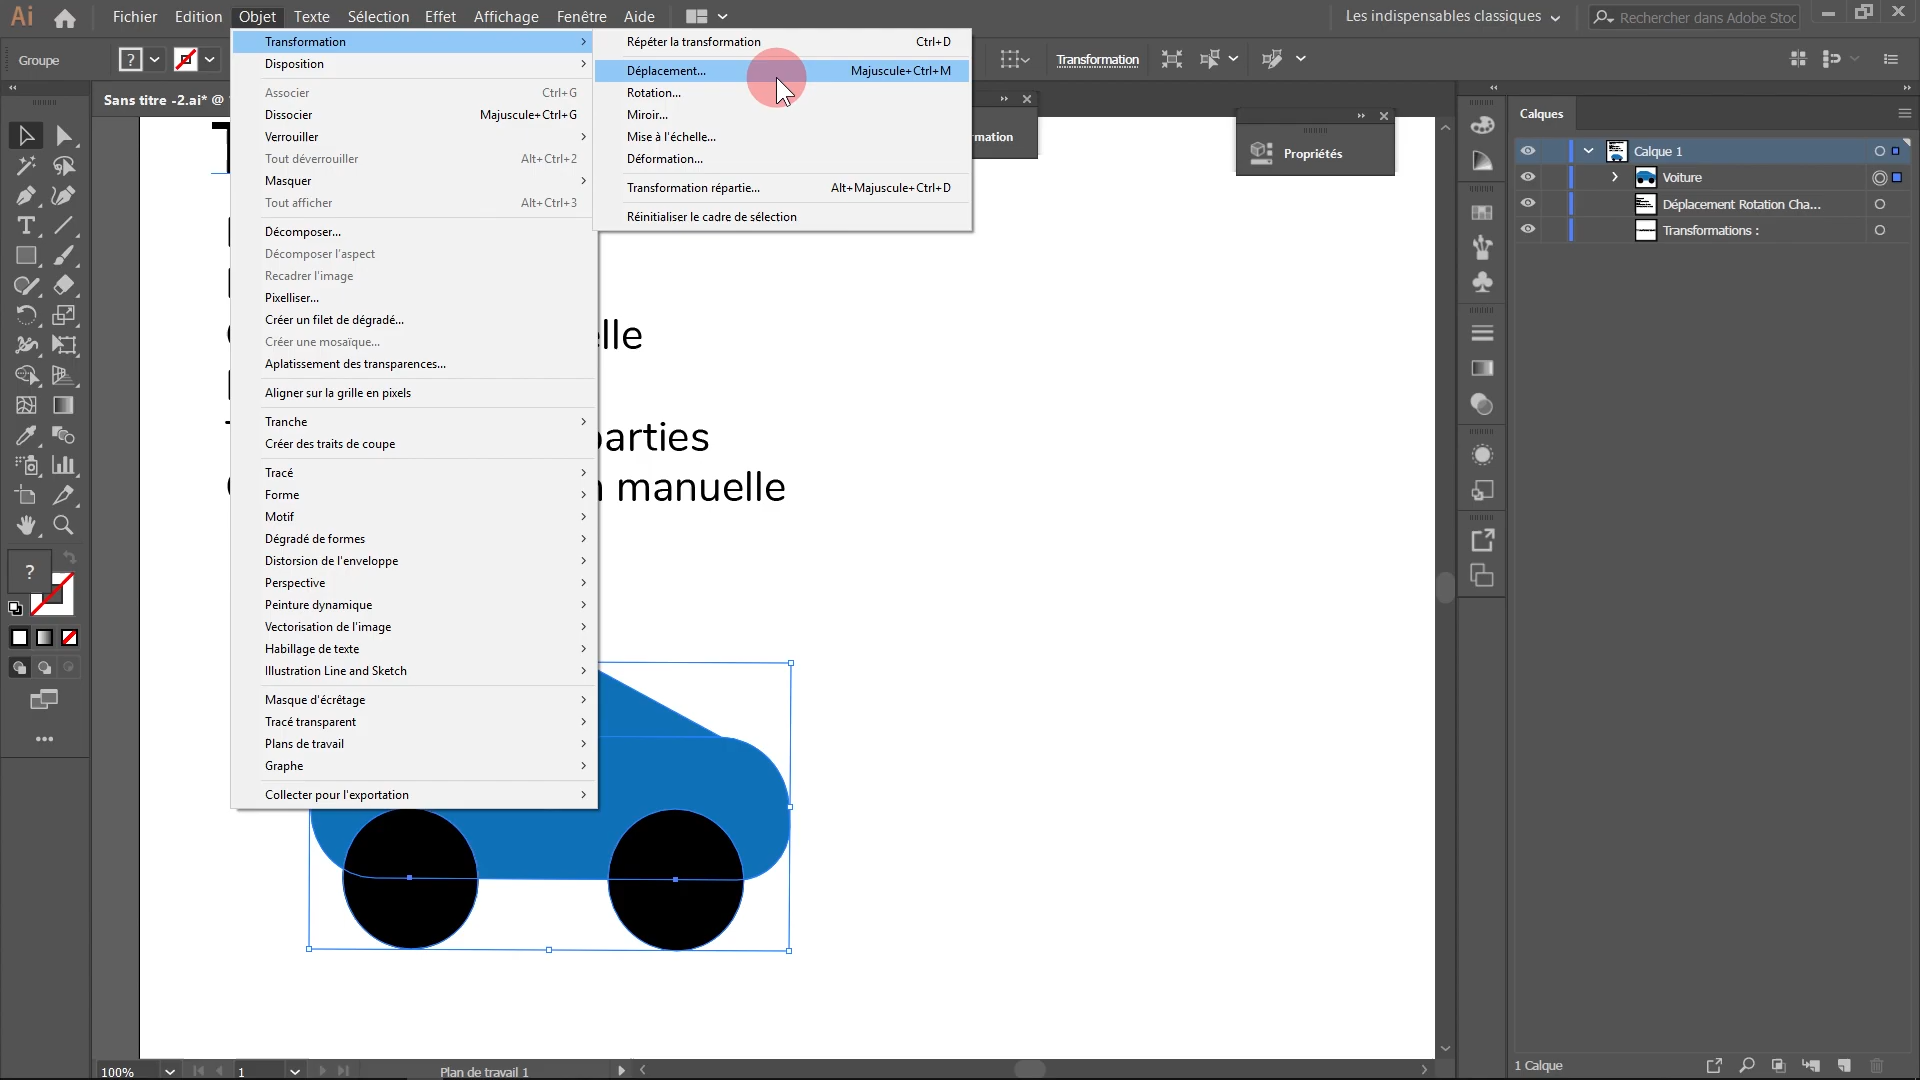 Ai
Fichier Edition Objet Texte Sélection Effet Affichage Fenêtre Aide
Les indispensables classiques
Rechercher dans Adobe Stoc
Groupe
?
Transformation
Sans titre -2.ai* @
Transformation
Disposition
Associer Ctrl+G
Dissocier Majuscule+Ctrl+G
Verrouiller
Tout déverrouiller Alt+Ctrl+2
Masquer
Tout afficher Alt+Ctrl+3
Décomposer...
Décomposer l'aspect
Recadrer l'image
Pixelliser...
Créer un filet de dégradé...
Créer une mosaïque...
Aplatissement des transparences...
Aligner sur la grille en pixels
Tranche
Créer des traits de coupe
Tracé
Forme
Motif
Dégradé de formes
Distorsion de l'enveloppe
Perspective
Peinture dynamique
Vectorisation de l'image
Habillage de texte
Illustration Line and Sketch
Masque d'écrêtage
Tracé transparent
Plans de travail
Graphe
Collecter pour l'exportation
Répéter la transformation Ctrl+D
Déplacement... Majuscule+Ctrl+M
Rotation...
Miroir...
Mise à l'échelle...
Déformation...
Transformation répartie... Alt+Majuscule+Ctrl+D
Réinitialiser le cadre de sélection
rmation
Propriétés
elle
parties
n manuelle
?
Calques
Calque 1
Voiture
Déplacement Rotation Cha...
Transformations :
1 Calque
100%
1
Plan de travail 1